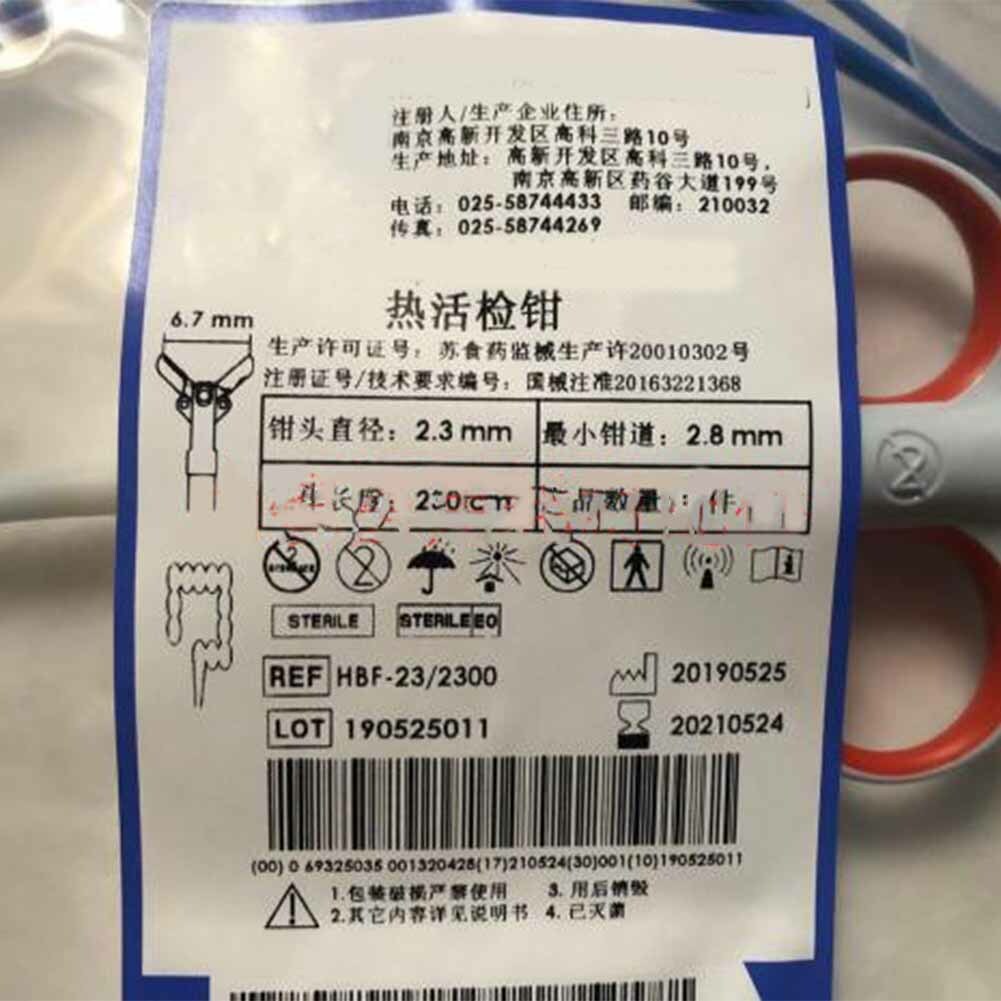 注册人/生产企业住所:
南京高新开发区高科三路10号
生产地址: 高新开发区高科三路10号,
南京高新区药谷大道199号
电话: 025-58744433 邮编: 210032
传真: 025-58744269
热活检钳
6.7 mm
生产许可证号: 苏食药监械生产许20010302号
注册证号/技术要求编号: 国械注准20163221368
钳头直径: 2.3 mm 最小钳道: 2.8 mm
数量: 件
2
2
2
STERILE STERILE EO
REF HBF-23/2300 20190525
LOT 190525011 20210524
(00) 0 69325035 001320428(17)210524(30)001(10)190525011
1.包装破损严禁使用 3. 用后销毁
2.其它内容详见说明书 4. 已灭菌